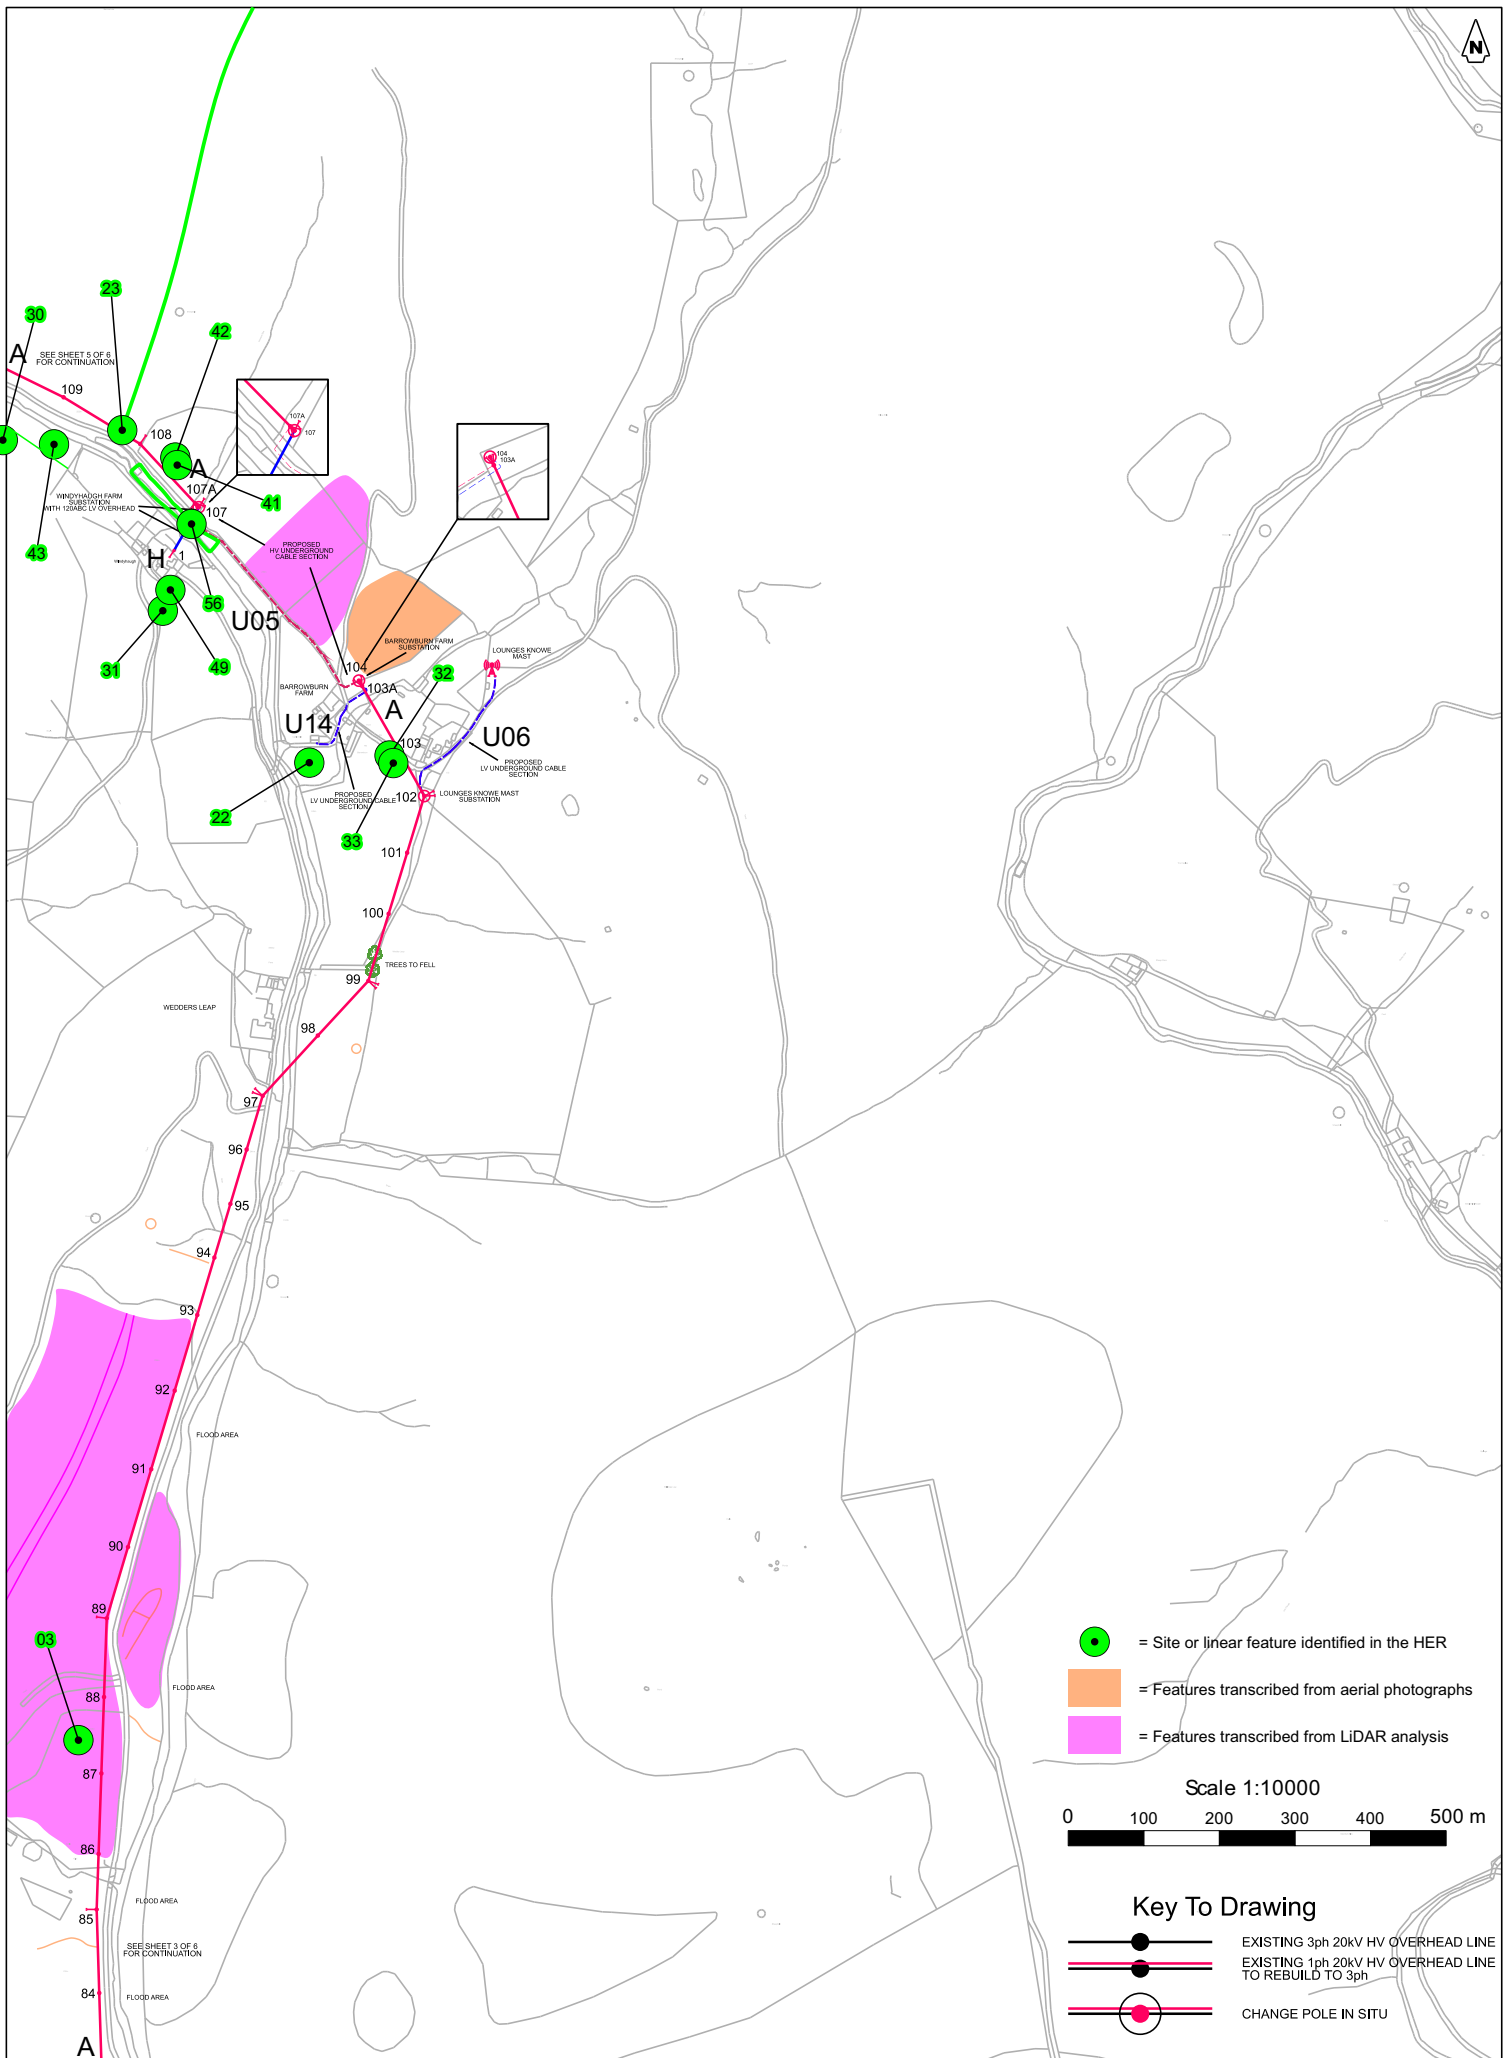 N
23
30
42
A
SEE SHEET 5 OF 6
FOR CONTINUATION
109
107A
107
108
104
103A
A
107A
41
WINDYHAUGH FARM
SUBSTATION
WITH 120ABC LV OVERHEAD
107
43
PROPOSED
HV UNDERGROUND
CABLE SECTION
H
1
Windyhaugh
56
U05
BARROWBURN FARM
SUBSTATION
LOUNGES KNOWE
MAST
31
49
104
32
103A
BARROWBURN
FARM
A
U14
U06
103
PROPOSED
LV UNDERGROUND CABLE
SECTION
PROPOSED
LV UNDERGROUND CABLE
SECTION
102
LOUNGES KNOWE MAST
SUBSTATION
22
33
101
100
TREES TO FELL
99
WEDDERS LEAP
98
97
96
95
94
93
92
FLOOD AREA
91
90
89
03
88
FLOOD AREA
87
86
FLOOD AREA
85
SEE SHEET 3 OF 6
FOR CONTINUATION
84
FLOOD AREA
A
= Site or linear feature identified in the HER
= Features transcribed from aerial photographs
= Features transcribed from LiDAR analysis
Scale 1:10000
0 100 200 300 400 500 m
Key To Drawing
EXISTING 3ph 20kV HV OVERHEAD LINE
EXISTING 1ph 20kV HV OVERHEAD LINE
TO REBUILD TO 3ph
CHANGE POLE IN SITU